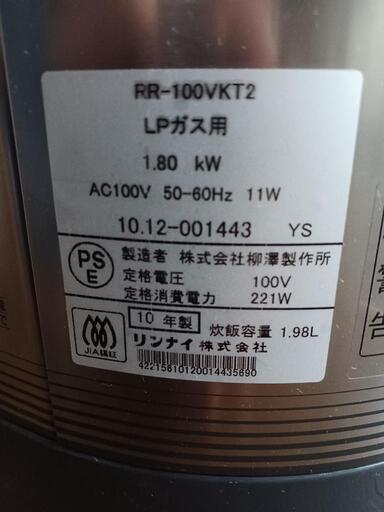 RR-100VKT2
LPガス用
1.80 kW
AC100V 50-60Hz 11W
10.12-001443 YS
PS
E
製造者 株式会社柳澤製作所
定格電圧 100V
定格消費電力 221W
10 年製 炊飯容量 1.98L
JIA認証
リンナイ株式会社
4221561012001443569​0
告